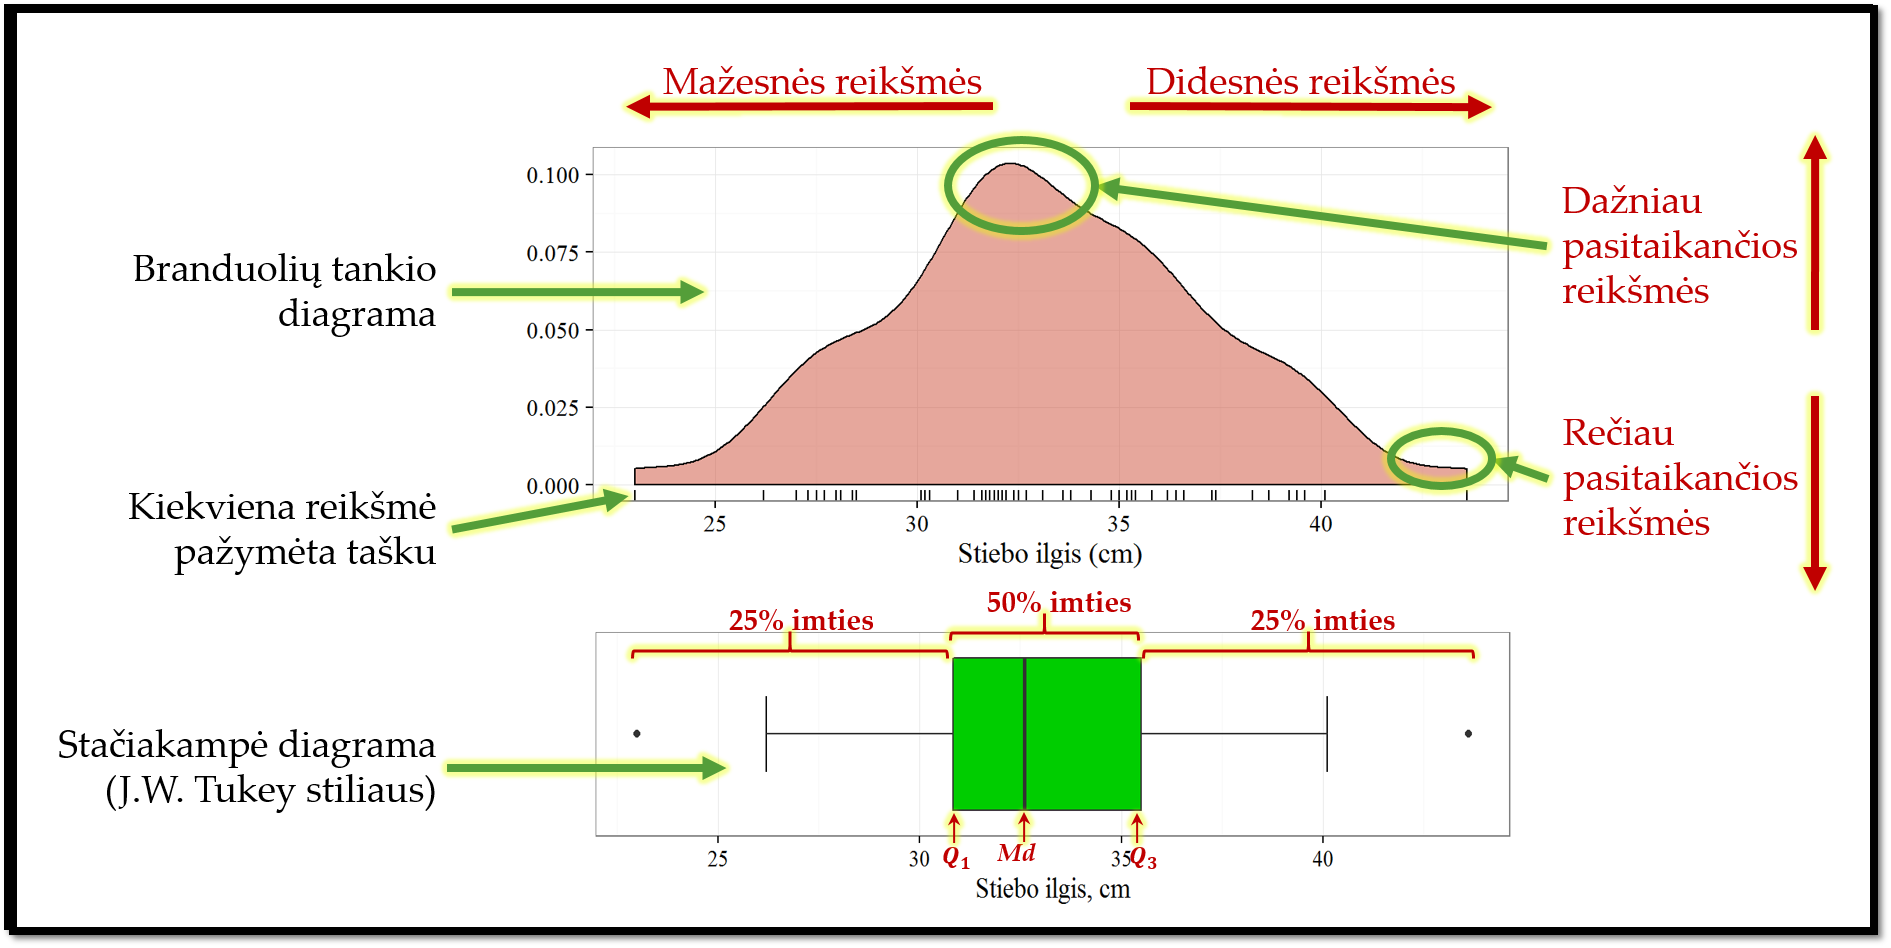 Mažesnės reikšmės
Didesnės reikšmės
0.100
0.075
0.050
0.025
0.000
25
30
35
40
Stiebo ilgis (cm)
Branduolių tankio
diagrama
Kiekviena reikšmė
pažymėta tašku
Dažniau
pasitaikančios
reikšmės
Rečiau
pasitaikančios
reikšmės
25% imties
50% imties
25% imties
Stačiakampė diagrama
(J.W. Tukey stiliaus)
Q1
Md
Q3
25
30
35
40
Stiebo ilgis, cm